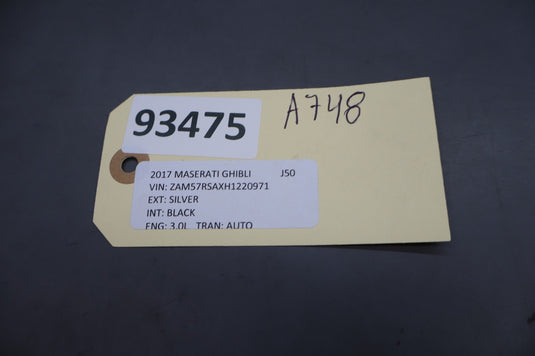 93475
A748
2017 MASERATI GHIBLI J50
VIN: ZAM57RSAXH1220971
EXT: SILVER
INT: BLACK
ENG: 3.0L TRAN: AUTO